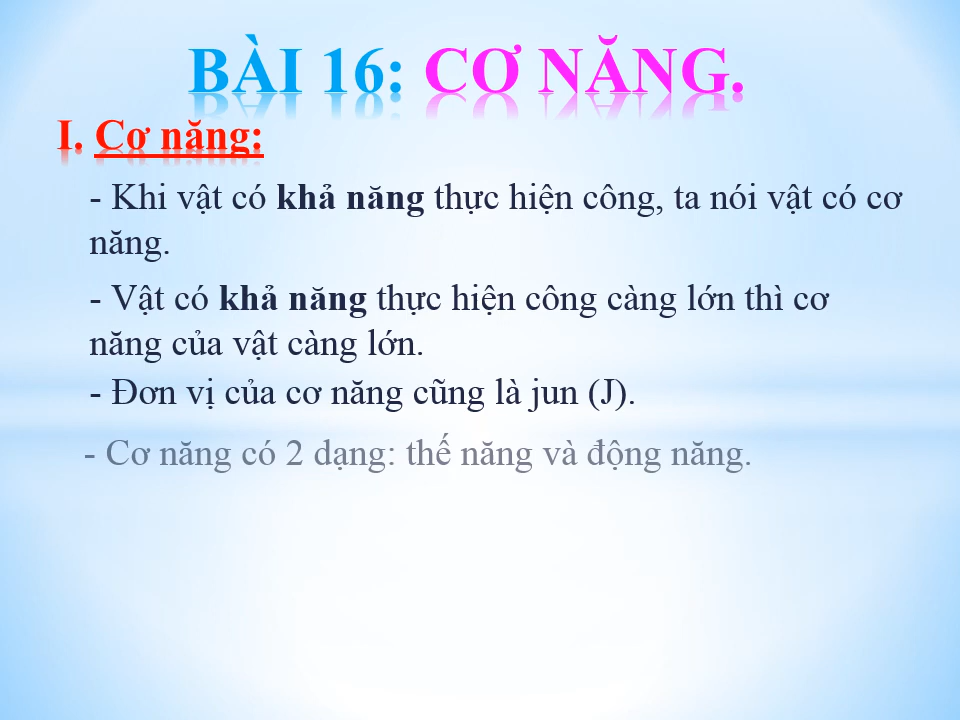 BÀI 16: CƠ NĂNG.
I. Cơ năng:
- Khi vật có khả năng thực hiện công, ta nói vật có cơ
năng.
- Vật có khả năng thực hiện công càng lớn thì cơ
năng của vật càng lớn.
- Đơn vị của cơ năng cũng là jun (J).
- Cơ năng có 2 dạng: thế năng và động năng.